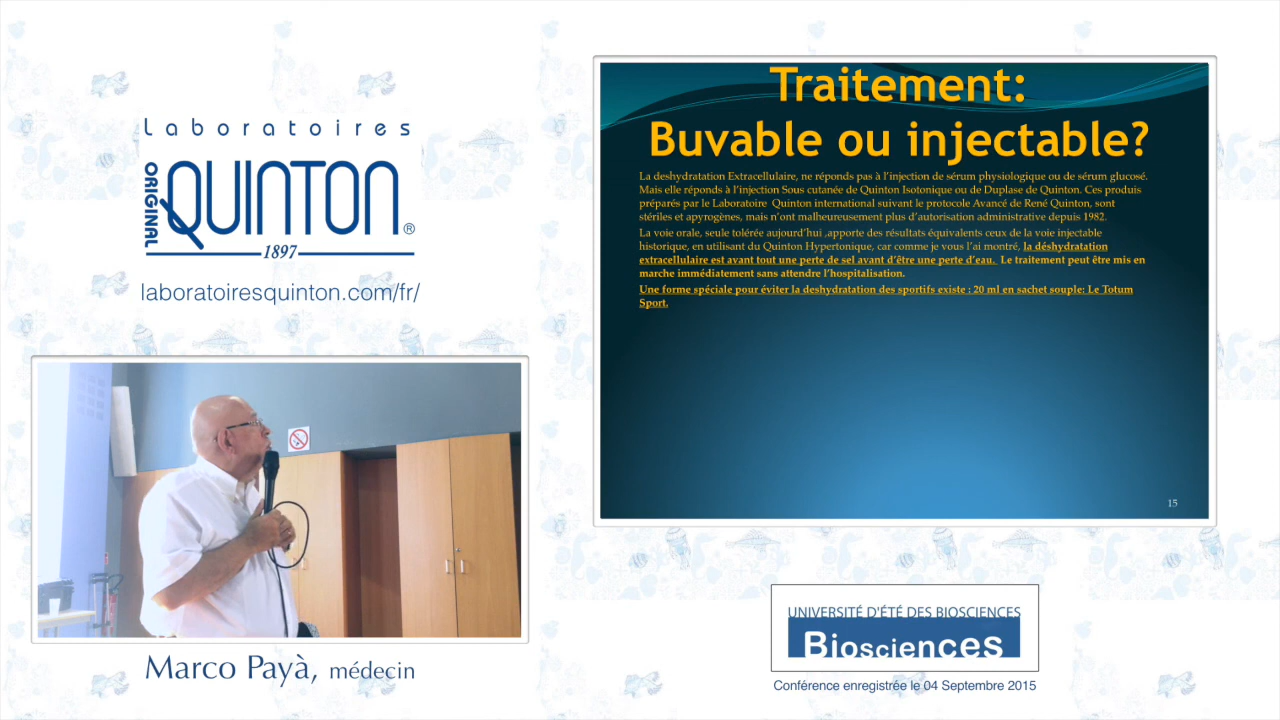 Laboratoires
ORIGINAL
QUINTON®
1897
laboratoiresquinton.com/fr/
Marco Payà, médecin
Traitement:
Buvable ou injectable?
La deshydratation Extracellulaire, ne réponds pas à l'injection de sérum physiologique ou de sérum glucosé.
Mais elle réponds à l'injection Sous cutanée de Quinton Isotonique ou de Duplase de Quinton. Ces produis
préparés par le Laboratoire Quinton international suivant le protocole Avancé de René Quinton, sont
stériles et apyrogènes, mais n'ont malheureusement plus d'autorisation administrative depuis 1982.
La voie orale, seule tolérée aujourd'hui ,apporte des résultats équivalents ceux de la voie injectable
historique, en utilisant du Quinton Hypertonique, car comme je vous l'ai montré, la déshydratation
extracellulaire est avant tout une perte de sel avant d'être une perte d'eau. Le traitement peut être mis en
marche immédiatement sans attendre l'hospitalisation.
Une forme spéciale pour éviter la deshydratation des sportifs existe : 20 ml en sachet souple: Le Totum
Sport.
15
UNIVERSITÉ D'ÉTÉ DES BIOSCIENCES
Biosciences
Conférence enregistrée le 04 Septembre 2015